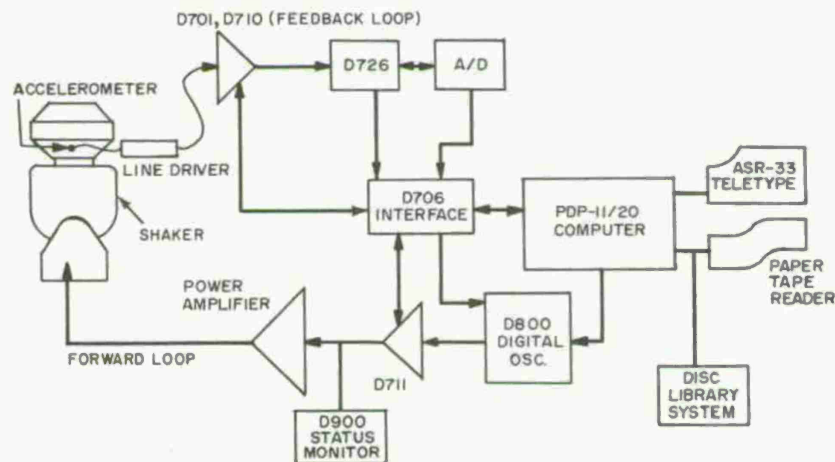 D701, D710 (FEEDBACK LOOP)
D726
A/D
ACCELEROMETER
LINE DRIVER
ASR-33
TELETYPE
D706
INTERFACE
PDP-11/20
COMPUTER
SHAKER
PAPER
TAPE
READER
POWER
AMPLIFIER
D800
DIGITAL
OSC.
FORWARD LOOP
D711
DISC
LIBRARY
SYSTEM
D900
STATUS
MONITOR